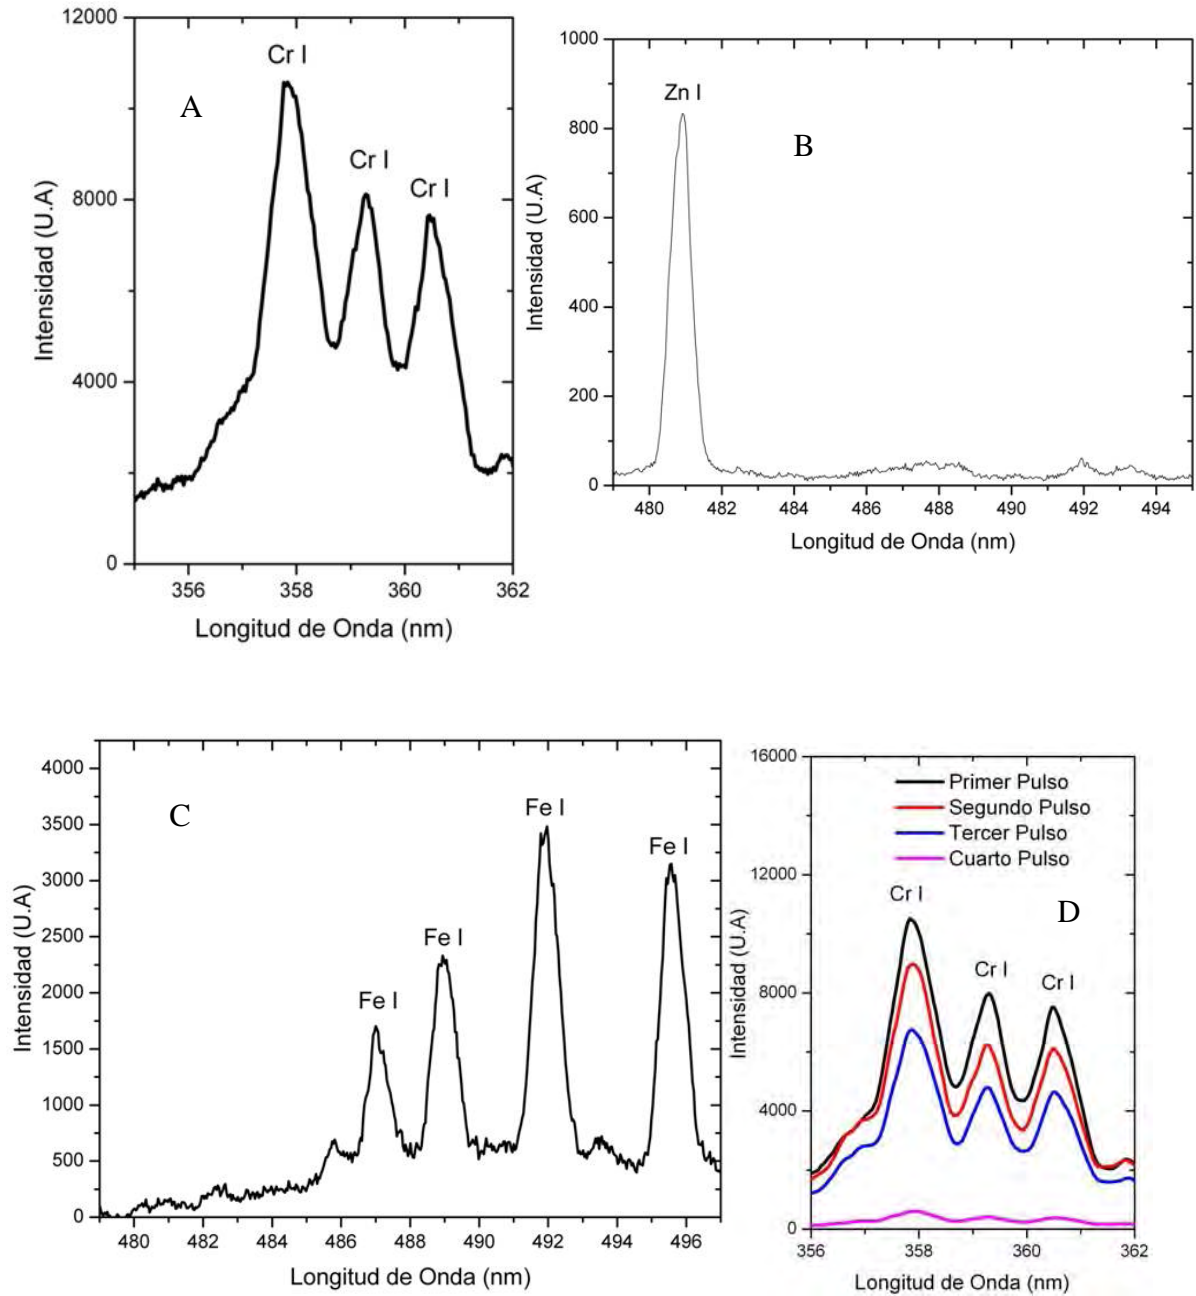 12000
8000
4000
0
356
358
360
362
Intensidad (U.A)
Longitud de Onda (nm)
Cr I
Cr I
Cr I
A
1000
800
600
400
200
0
480
482
484
486
488
490
492
494
Intensidad (U.A)
Longitud de Onda (nm)
Zn I
B
4000
3500
3000
2500
2000
1500
1000
500
0
480
482
484
486
488
490
492
494
496
Intensidad (U.A)
Longitud de Onda (nm)
Fe I
Fe I
Fe I
Fe I
C
16000
12000
8000
4000
0
356
358
360
362
Intensidad (U.A)
Longitud de Onda (nm)
Primer Pulso
Segundo Pulso
Tercer Pulso
Cuarto Pulso
Cr I
Cr I
Cr I
D